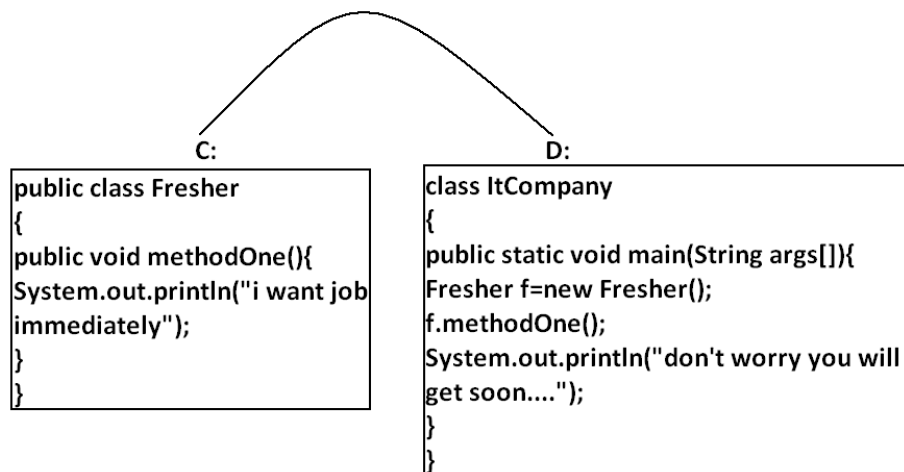 C:
public class Fresher
{
public void methodOne(){
System.out.println("i want job
immediately");
}
}
D:
class ItCompany
{
public static void main(String args[]){
Fresher f=new Fresher();
f.methodOne();
System.out.println("don't worry you will
get soon....");
}
}